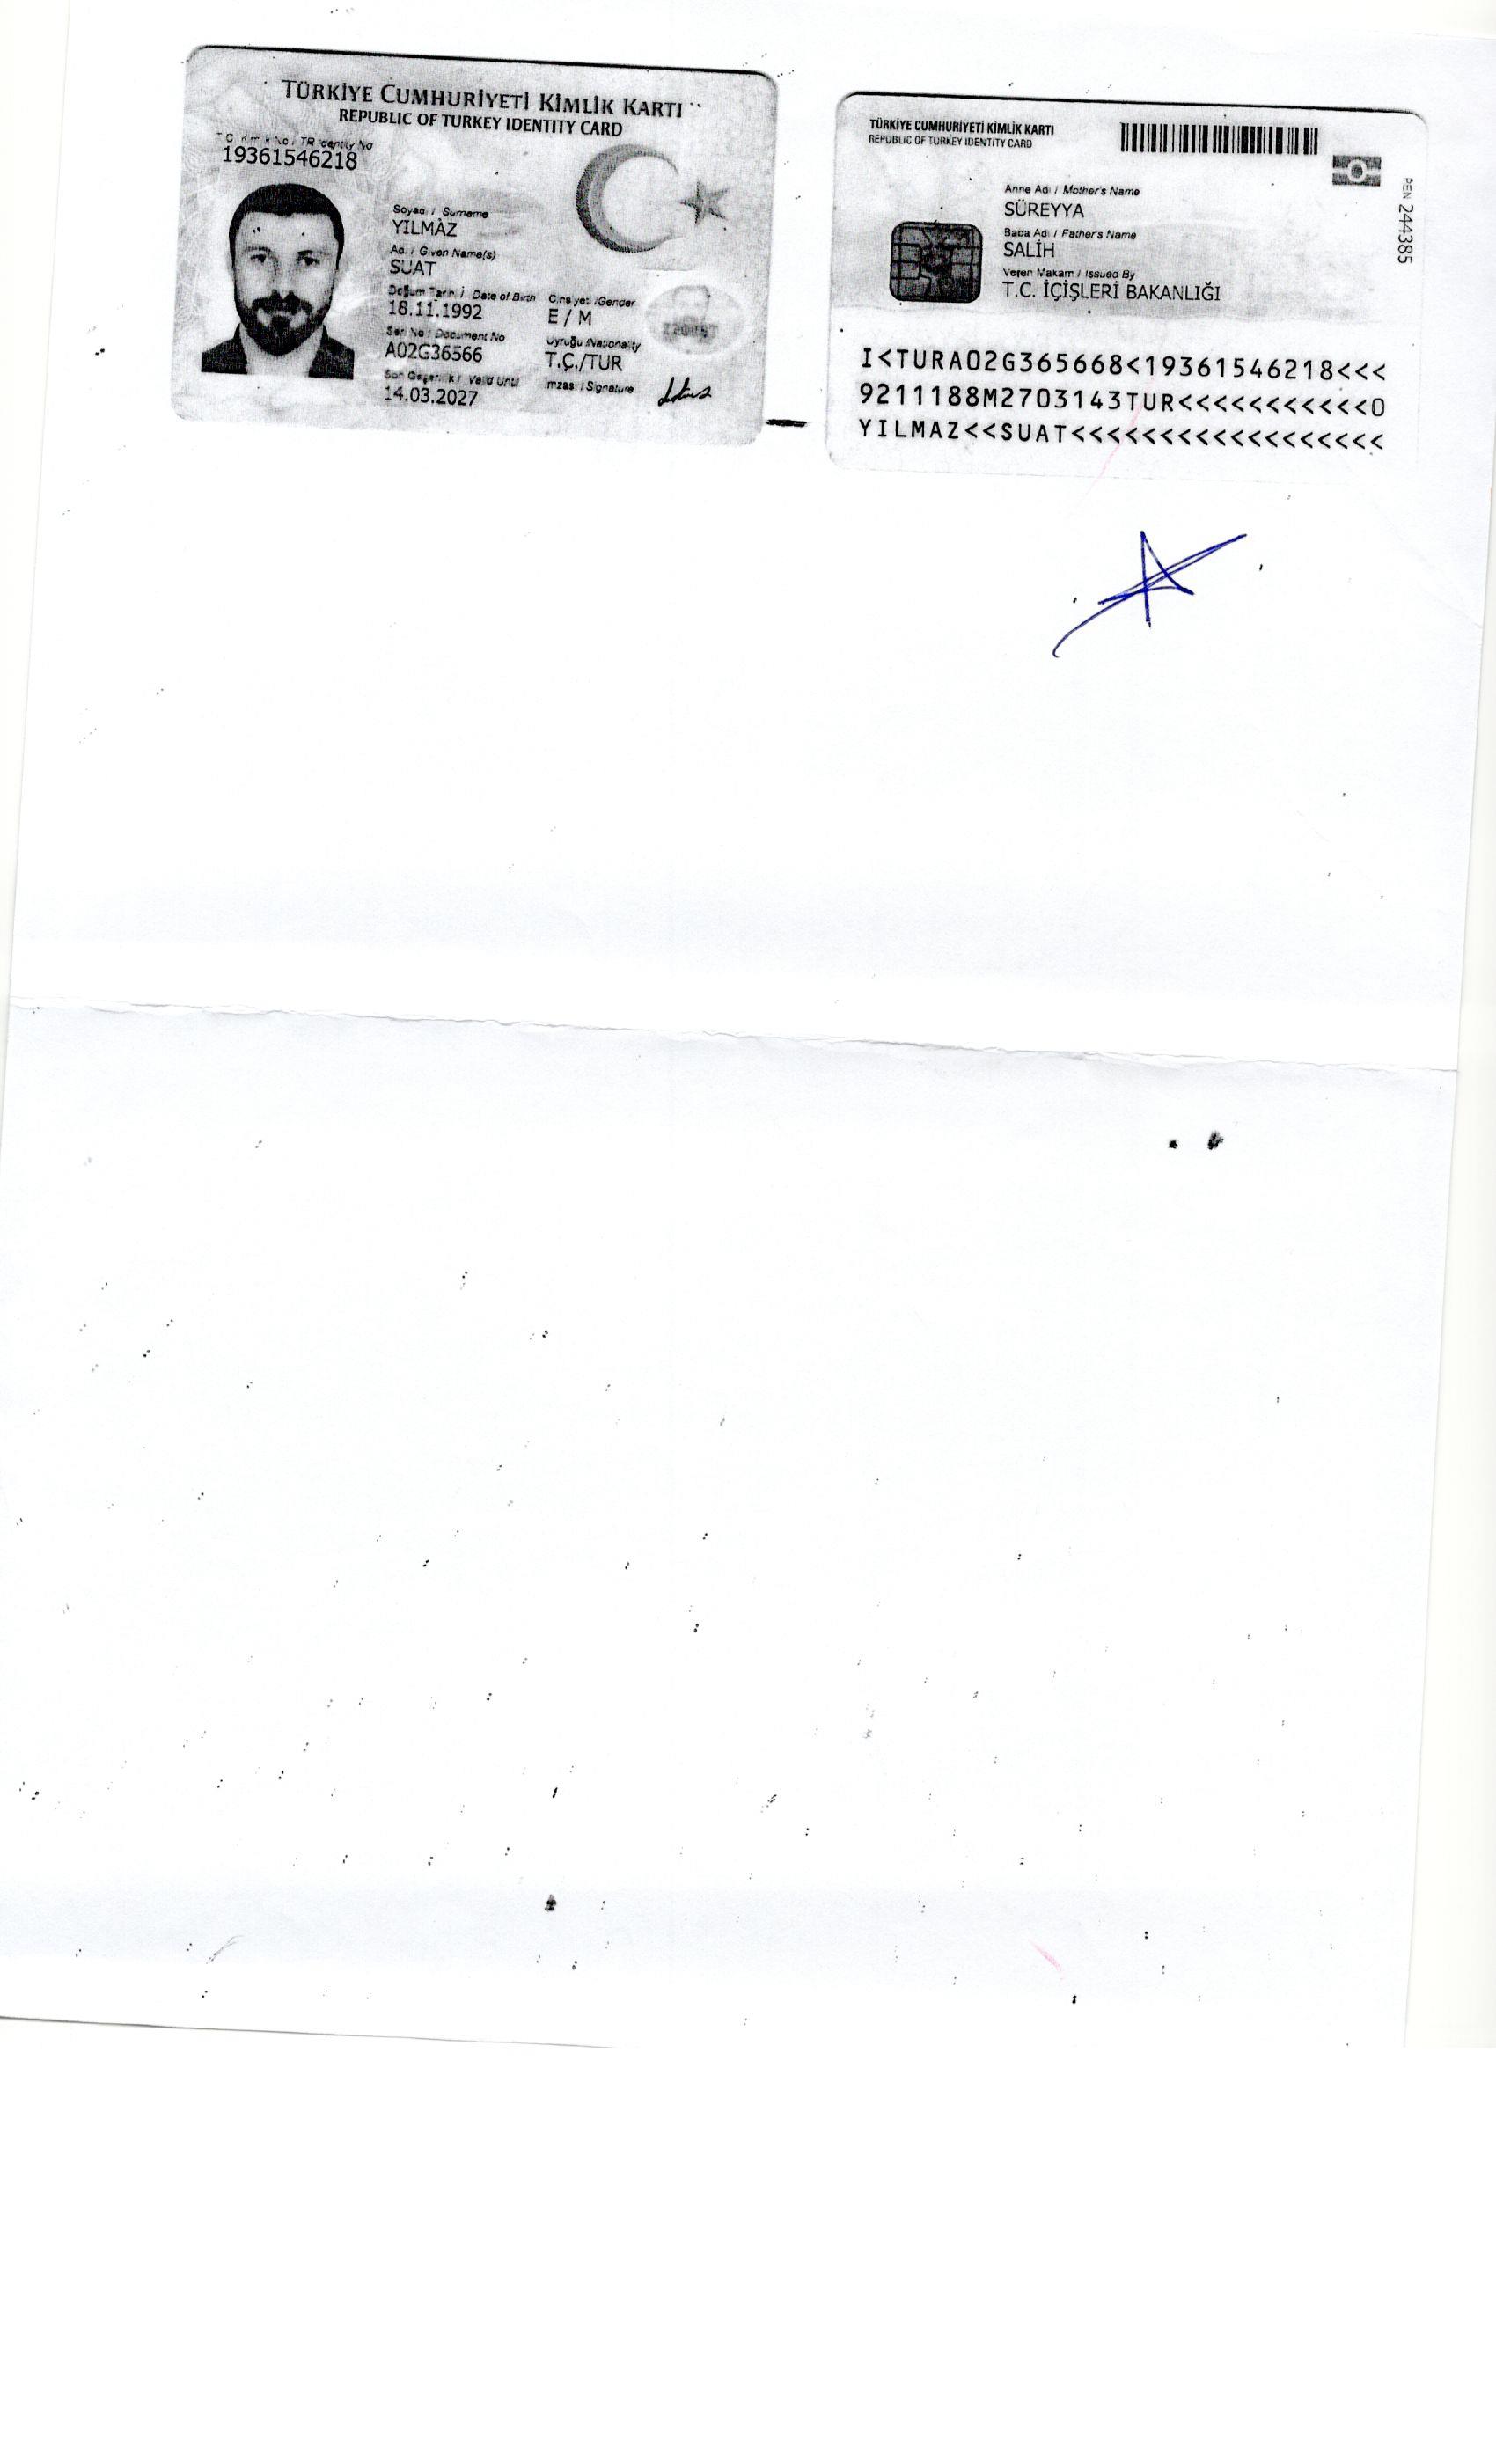 TÜRKİYE CUMHURİYETİ KİMLİK KARTI
REPUBLIC OF TURKEY IDENTITY CARD
T.C. Kimlik No / TR Identity No
19361546218
Soyadı / Surname
YILMAZ
Adı / Given Name(s)
SUAT
Doğum Tarihi / Date of Birth Cinsiyeti / Gender
18.11.1992 E / M
Seri No / Document No Uyruğu / Nationality
A02G36566 T.C./TUR
Son Geçerlilik / Valid Until İmzası / Signature
14.03.2027
TÜRKİYE CUMHURİYETİ KİMLİK KARTI
REPUBLIC OF TURKEY IDENTITY CARD
Anne Adı / Mother's Name
SÜREYYA
Baba Adı / Father's Name
SALİH
Veren Makam / Issued By
T.C. İÇİŞLERİ BAKANLIĞI
244385
I<TURA02G365668<19361546218<<<
9211188M2703143TUR<<<<<<<<<<<0
YILMAZ<<SUAT<<<<<<<<<<<<<<<<<<